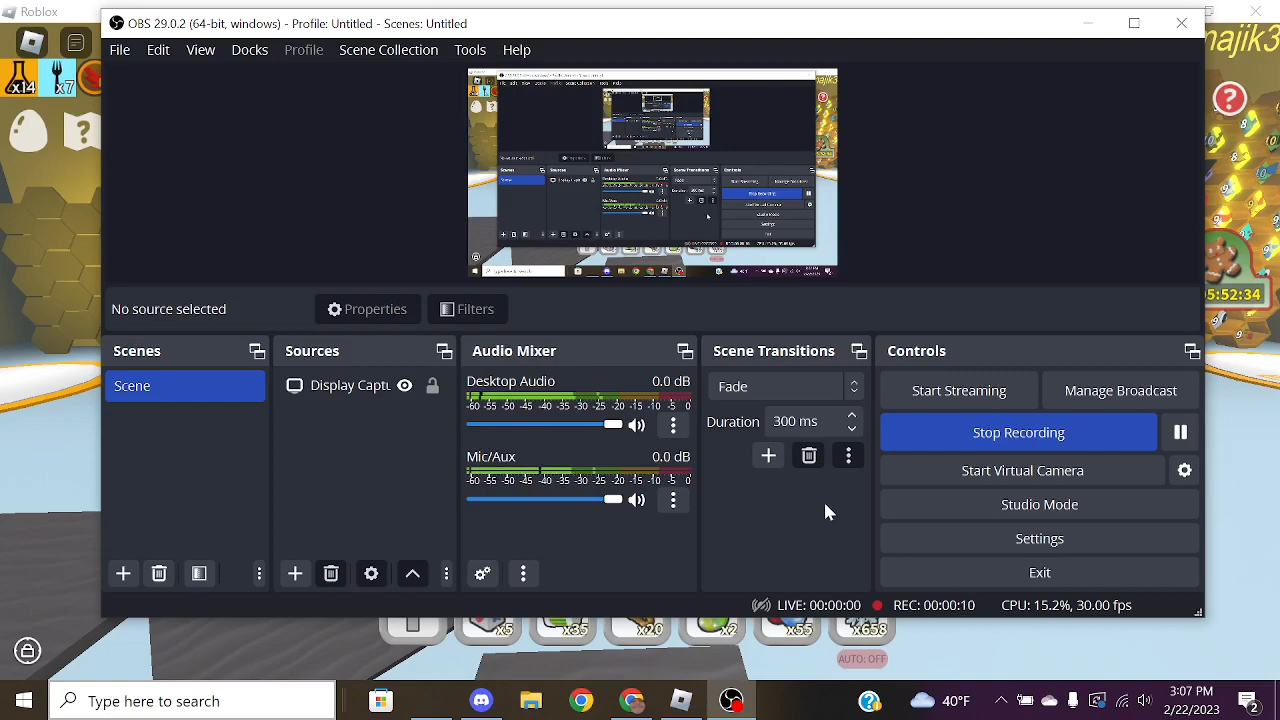 Roblox
OBS 29.0.2 (64-bit, windows) - Profile: Untitled - Scenes: Untitled
File Edit View Docks Profile Scene Collection Tools Help
najik3
x14 x7
No source selected Properties Filters
5:52:34
Scenes Sources Audio Mixer Scene Transitions Controls
Scene
Display Captu
Desktop Audio 0.0 dB
-60 -55 -50 -45 -40 -35 -30 -25 -20 -15 -10 -5 0
Mic/Aux 0.0 dB
-60 -55 -50 -45 -40 -35 -30 -25 -20 -15 -10 -5 0
Fade
Duration 300 ms
Start Streaming Manage Broadcast
Stop Recording
Start Virtual Camera
Studio Mode
Settings
Exit
LIVE: 00:00:00 REC: 00:00:10 CPU: 15.2%, 30.00 fps
x5 x35 x20 x2 x55 x658
AUTO: OFF
Type here to search
40°F
3:37 PM
2/22/2023
2